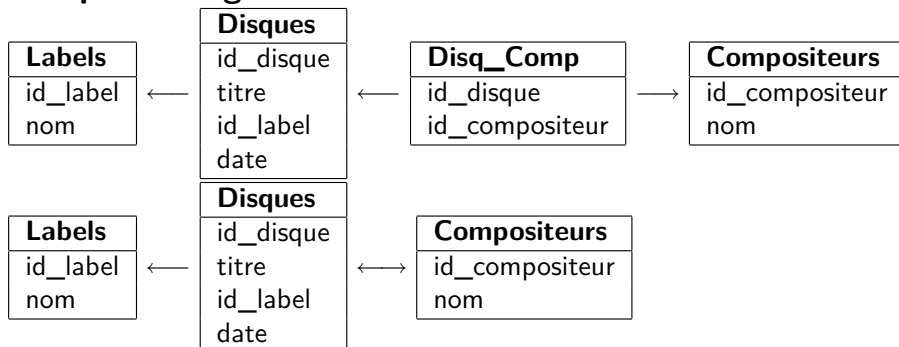 Disques
Labels
Disq_Comp
Compositeurs
id_disque
id_label
titre
id_disque
id_compositeur
nom
id_label
id_compositeur
nom
date
Disques
Labels
Compositeurs
id_disque
id_label
titre
id_compositeur
nom
id_label
nom
date